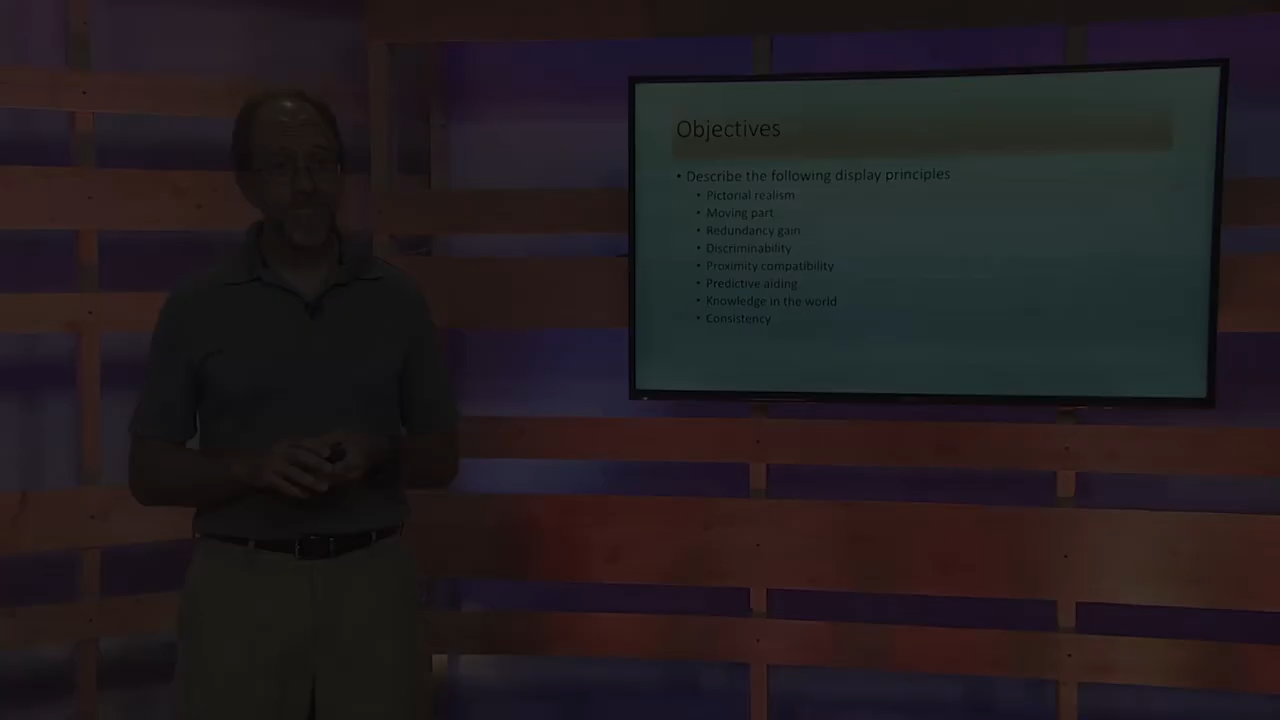 Objectives
• Describe the following display principles
• Pictorial realism
• Moving part
• Redundancy gain
• Discriminability
• Proximity compatibility
• Predictive aiding
• Knowledge in the world
• Consistency